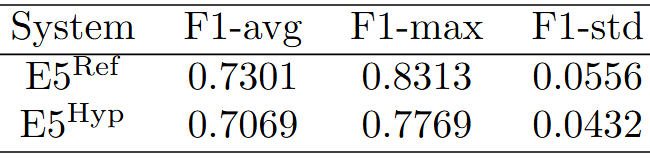 System F1-avg F1-max F1-std
E5^Ref 0.7301 0.8313 0.0556
E5^Hyp 0.7069 0.7769 0.0432